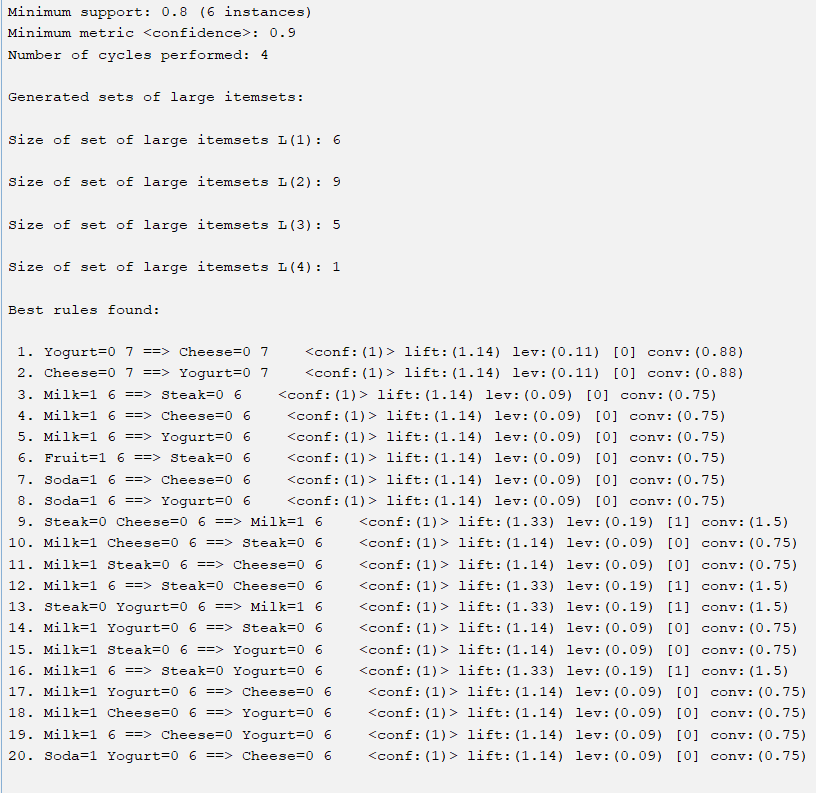 Minimum support: 0.8 (6 instances)
Minimum metric <confidence>: 0.9
Number of cycles performed: 4
Generated sets of large itemsets:
Size of set of large itemsets L(1): 6
Size of set of large itemsets L(2): 9
Size of set of large itemsets L(3): 5
Size of set of large itemsets L(4): 1
Best rules found:
1. Yogurt=0 7 ==> Cheese=0 7 <conf:(1)> lift:(1.14) lev:(0.11) [0] conv:(0.88)
2. Cheese=0 7 ==> Yogurt=0 7 <conf:(1)> lift:(1.14) lev:(0.11) [0] conv:(0.88)
3. Milk=1 6 ==> Steak=0 6 <conf:(1)> lift:(1.14) lev:(0.09) [0] conv:(0.75)
4. Milk=1 6 ==> Cheese=0 6 <conf:(1)> lift:(1.14) lev:(0.09) [0] conv:(0.75)
5. Milk=1 6 ==> Yogurt=0 6 <conf:(1)> lift:(1.14) lev:(0.09) [0] conv:(0.75)
6. Fruit=1 6 ==> Steak=0 6 <conf:(1)> lift:(1.14) lev:(0.09) [0] conv:(0.75)
7. Soda=1 6 ==> Cheese=0 6 <conf:(1)> lift:(1.14) lev:(0.09) [0] conv:(0.75)
8. Soda=1 6 ==> Yogurt=0 6 <conf:(1)> lift:(1.14) lev:(0.09) [0] conv:(0.75)
9. Steak=0 Cheese=0 6 ==> Milk=1 6 <conf:(1)> lift:(1.33) lev:(0.19) [1] conv:(1.5)
10. Milk=1 Cheese=0 6 ==> Steak=0 6 <conf:(1)> lift:(1.14) lev:(0.09) [0] conv:(0.75)
11. Milk=1 Steak=0 6 ==> Cheese=0 6 <conf:(1)> lift:(1.14) lev:(0.09) [0] conv:(0.75)
12. Milk=1 6 ==> Steak=0 Cheese=0 6 <conf:(1)> lift:(1.33) lev:(0.19) [1] conv:(1.5)
13. Steak=0 Yogurt=0 6 ==> Milk=1 6 <conf:(1)> lift:(1.33) lev:(0.19) [1] conv:(1.5)
14. Milk=1 Yogurt=0 6 ==> Steak=0 6 <conf:(1)> lift:(1.14) lev:(0.09) [0] conv:(0.75)
15. Milk=1 Steak=0 6 ==> Yogurt=0 6 <conf:(1)> lift:(1.14) lev:(0.09) [0] conv:(0.75)
16. Milk=1 6 ==> Steak=0 Yogurt=0 6 <conf:(1)> lift:(1.33) lev:(0.19) [1] conv:(1.5)
17. Milk=1 Yogurt=0 6 ==> Cheese=0 6 <conf:(1)> lift:(1.14) lev:(0.09) [0] conv:(0.75)
18. Milk=1 Cheese=0 6 ==> Yogurt=0 6 <conf:(1)> lift:(1.14) lev:(0.09) [0] conv:(0.75)
19. Milk=1 6 ==> Cheese=0 Yogurt=0 6 <conf:(1)> lift:(1.14) lev:(0.09) [0] conv:(0.75)
20. Soda=1 Yogurt=0 6 ==> Cheese=0 6 <conf:(1)> lift:(1.14) lev:(0.09) [0] conv:(0.75)